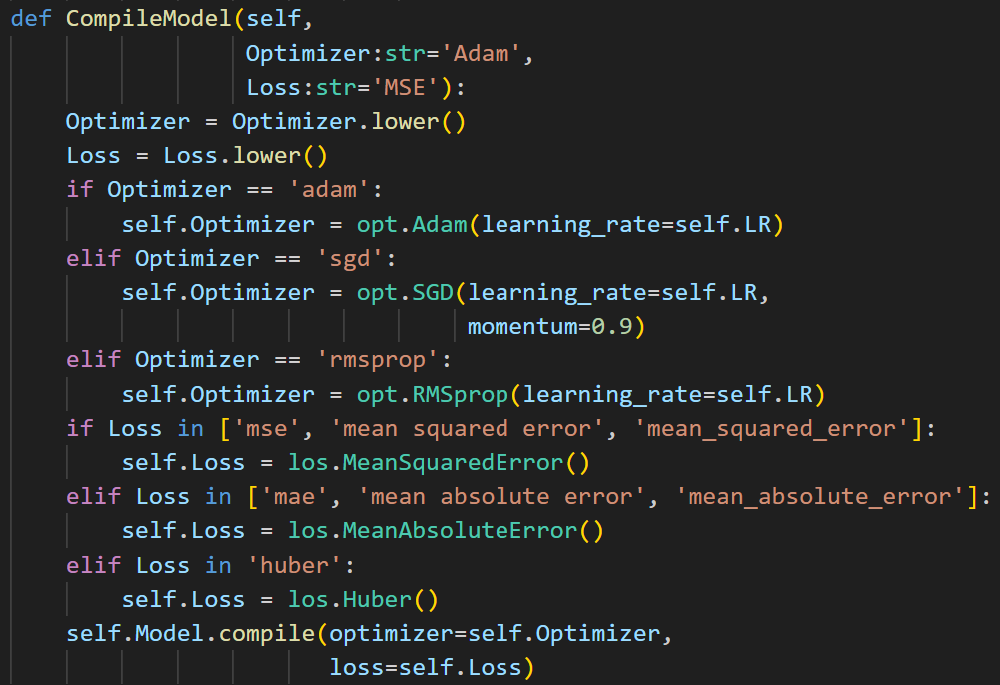 def CompileModel(self,
                 Optimizer:str='Adam',
                 Loss:str='MSE'):
    Optimizer = Optimizer.lower()
    Loss = Loss.lower()
    if Optimizer == 'adam':
        self.Optimizer = opt.Adam(learning_rate=self.LR)
    elif Optimizer == 'sgd':
        self.Optimizer = opt.SGD(learning_rate=self.LR,
                                 momentum=0.9)
    elif Optimizer == 'rmsprop':
        self.Optimizer = opt.RMSprop(learning_rate=self.LR)
    if Loss in ['mse', 'mean squared error', 'mean_squared_error']:
        self.Loss = los.MeanSquaredError()
    elif Loss in ['mae', 'mean absolute error', 'mean_absolute_error']:
        self.Loss = los.MeanAbsoluteError()
    elif Loss in 'huber':
        self.Loss = los.Huber()
    self.Model.compile(optimizer=self.Optimizer,
                       loss=self.Loss)